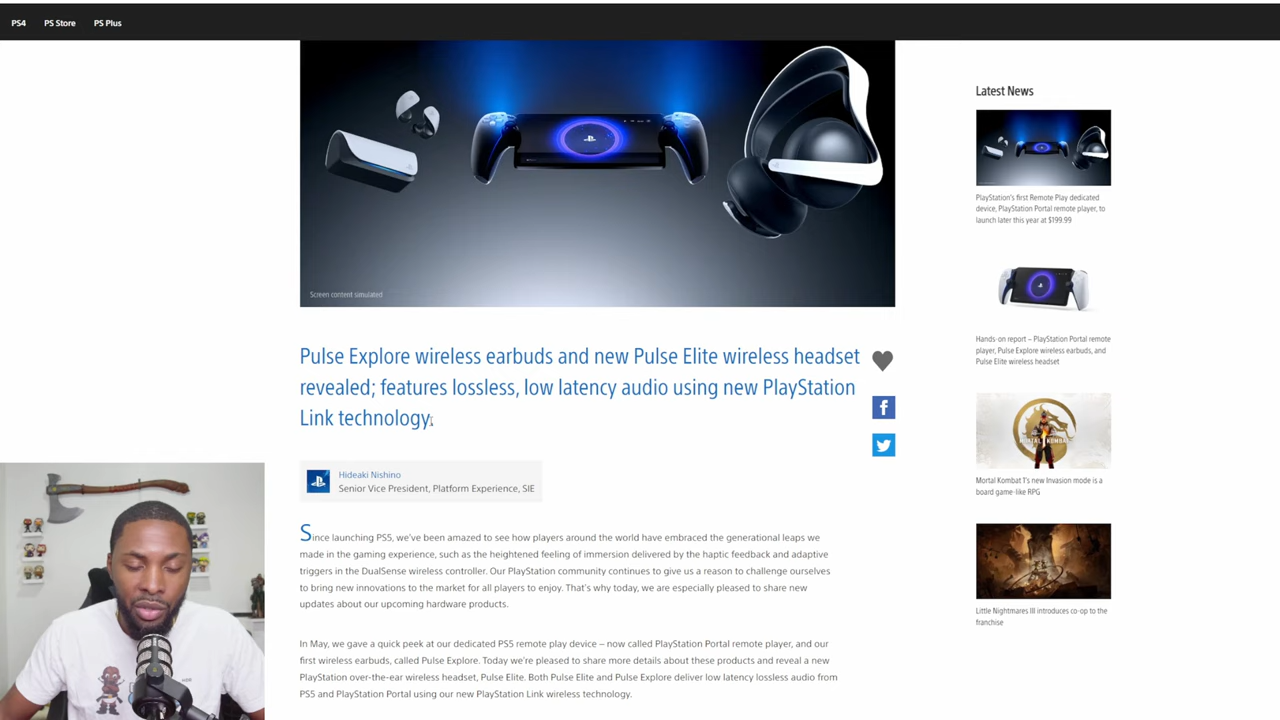 PS4
PS Store
PS Plus
Screen content simulated
Pulse Explore wireless earbuds and new Pulse Elite wireless headset
revealed; features lossless, low latency audio using new PlayStation
Link technology.
Hideaki Nishino
Senior Vice President, Platform Experience, SIE
Since launching PS5, we've been amazed to see how players around the world have embraced the generational leaps we
made in the gaming experience, such as the heightened feeling of immersion delivered by the haptic feedback and adaptive
triggers in the DualSense wireless controller. Our PlayStation community continues to give us a reason to challenge ourselves
to bring new innovations to the market for all players to enjoy. That's why today, we are especially pleased to share new
updates about our upcoming hardware products.
In May, we gave a quick peek at our dedicated PS5 remote play device – now called PlayStation Portal remote player, and our
first wireless earbuds, called Pulse Explore. Today we're pleased to share more details about these products and reveal a new
PlayStation over-the-ear wireless headset, Pulse Elite. Both Pulse Elite and Pulse Explore deliver low latency lossless audio from
PS5 and PlayStation Portal using our new PlayStation Link wireless technology.
Latest News
PlayStation's first Remote Play dedicated
device, PlayStation Portal remote player, to
launch later this year at $199.99
Hands-on report – PlayStation Portal remote
player, Pulse Explore wireless earbuds, and
Pulse Elite wireless headset
MORTAL KOMBAT
Mortal Kombat 1's new Invasion mode is a
board game-like RPG
Little Nightmares III introduces co-op to the
franchise